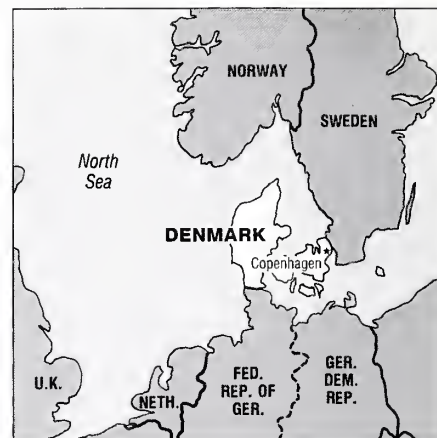 NORWAY
SWEDEN
North
Sea
DENMARK
Copenhagen
U.K.
NETH.
FED.
REP. OF
GER.
GER.
DEM.
REP.